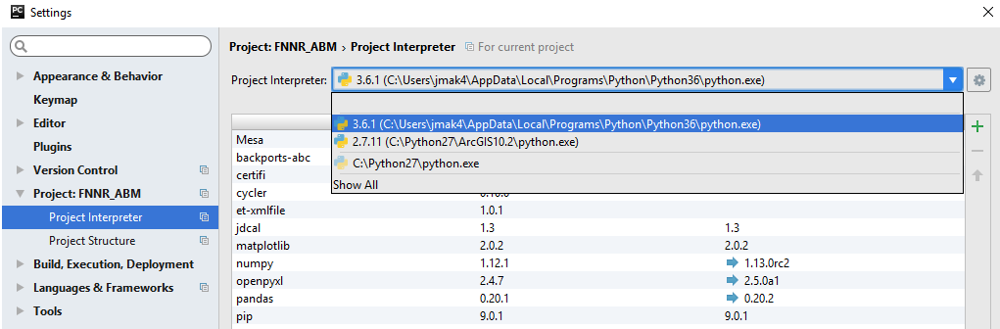 PC Settings
Project: FNNR_ABM › Project Interpreter For current project
Appearance & Behavior
Keymap
Editor
Plugins
Version Control
Project: FNNR_ABM
Project Interpreter
Project Structure
Build, Execution, Deployment
Languages & Frameworks
Tools
Project Interpreter: 3.6.1 (C:\Users\jmak4\AppData\Local\Programs\Python\Python36\python.exe)
3.6.1 (C:\Users\jmak4\AppData\Local\Programs\Python\Python36\python.exe)
2.7.11 (C:\Python27\ArcGIS10.2\python.exe)
C:\Python27\python.exe
Show All
Mesa
backports-abc
certifi
cycler
et-xmlfile 1.0.1
jdcal 1.3 1.3
matplotlib 2.0.2 2.0.2
numpy 1.12.1 1.13.0rc2
openpyxl 2.4.7 2.5.0a1
pandas 0.20.1 0.20.2
pip 9.0.1 9.0.1